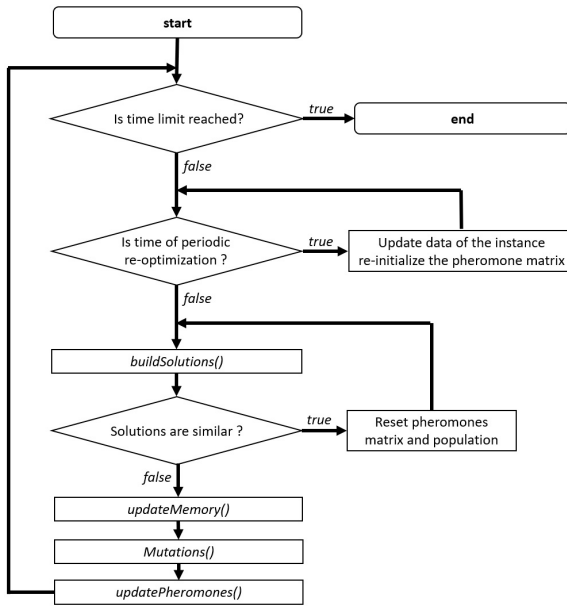 start
Is time limit reached?
true
end
false
Is time of periodic
re-optimization ?
true
Update data of the instance
re-initialize the pheromone matrix
false
buildSolutions()
Solutions are similar ?
true
Reset pheromones
matrix and population
false
updateMemory()
Mutations()
updatePheromones()